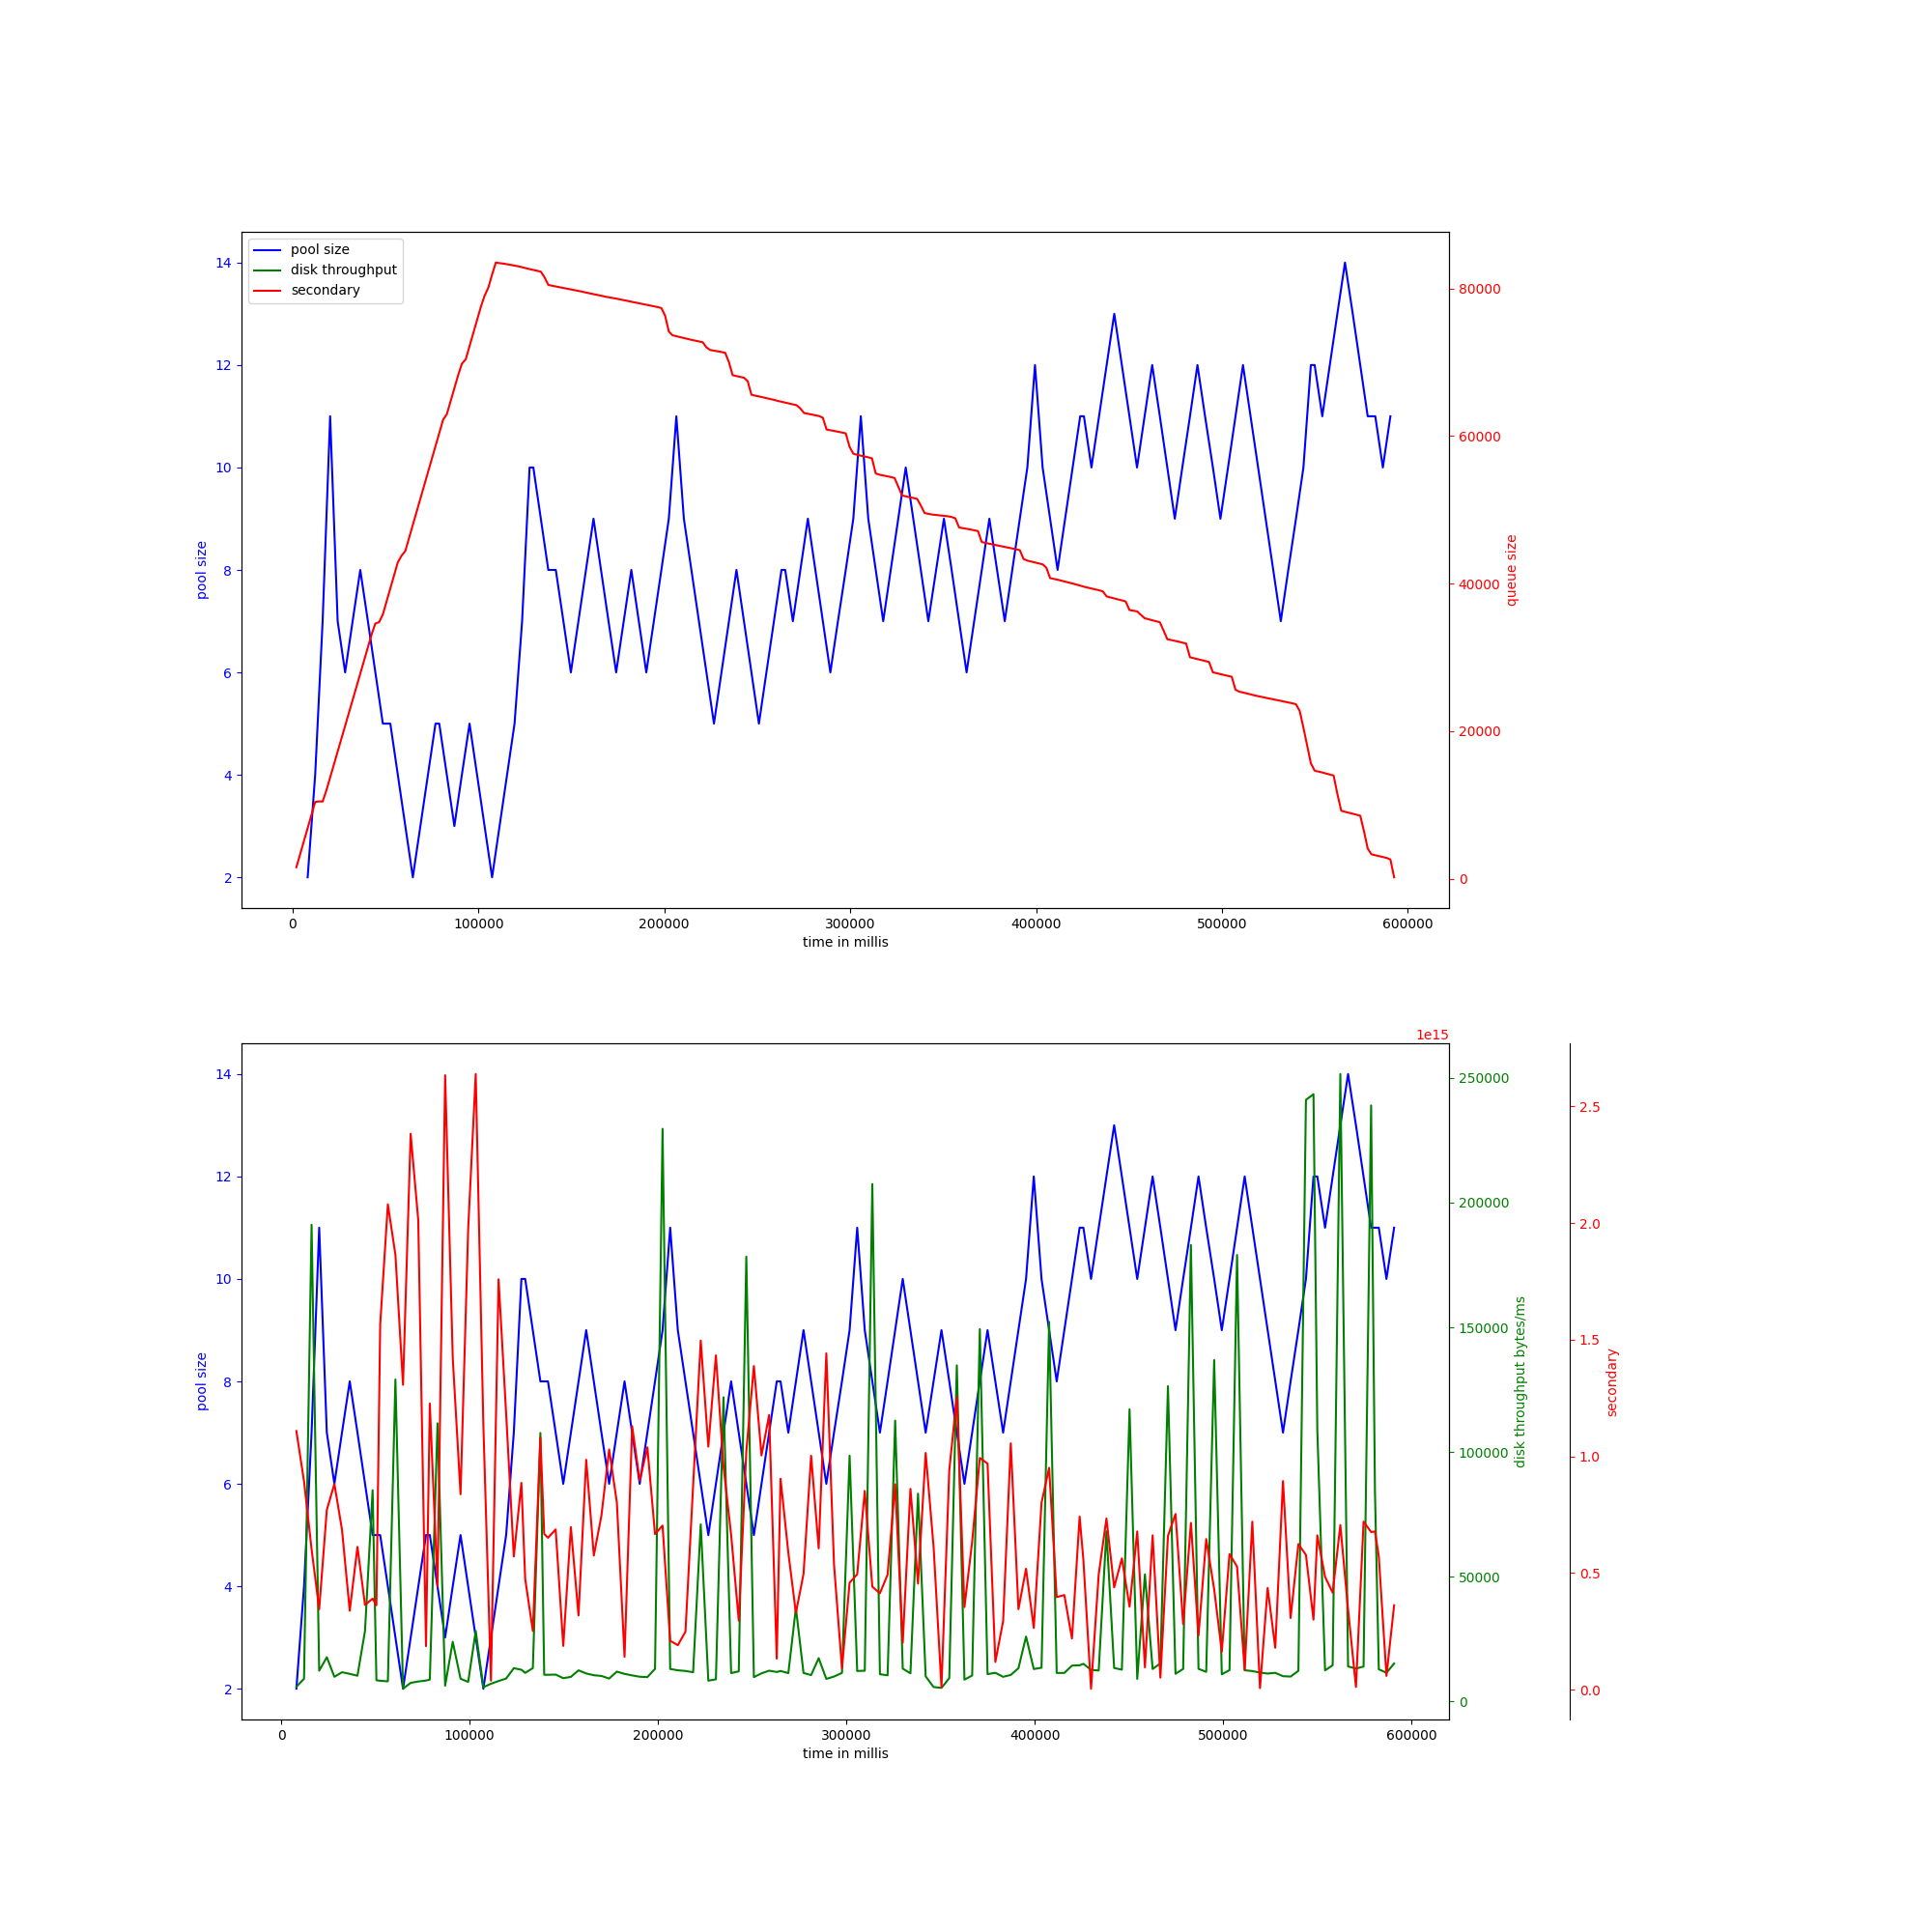 pool size
disk throughput
secondary
14
12
10
8
6
4
2
pool size
80000
60000
40000
20000
0
queue size
0 100000 200000 300000 400000 500000 600000
time in millis
1e15
14
12
10
8
6
4
2
pool size
250000
200000
150000
100000
50000
0
disk throughput bytes/ms
2.5
2.0
1.5
1.0
0.5
0.0
secondary
0 100000 200000 300000 400000 500000 600000
time in millis